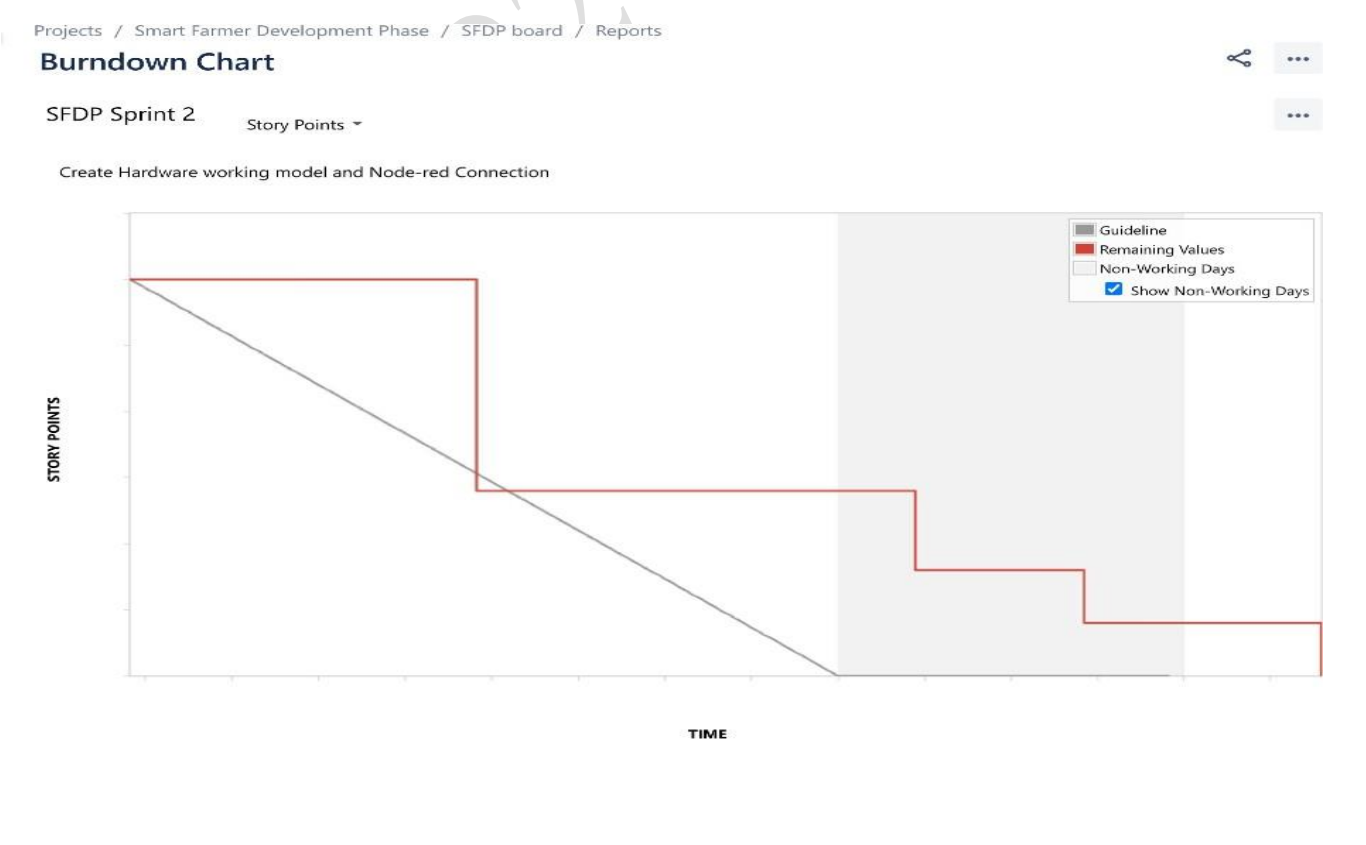 Projects / Smart Farmer Development Phase / SFDP board / Reports
Burndown Chart
SFDP Sprint 2
Story Points
Create Hardware working model and Node-red Connection
Guideline
Remaining Values
Non-Working Days
Show Non-Working Days
STORY POINTS
TIME